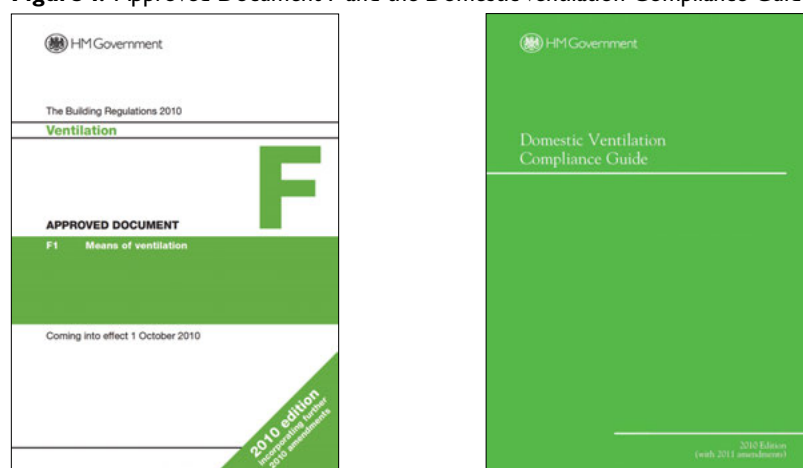 Approved Document F and the Domestic Ventilation Compliance
HM Government
The Building Regulations 2010
Ventilation
F
APPROVED DOCUMENT
F1 Means of ventilation
Coming into effect 1 October 2010
2010 edition
incorporating further
2010 amendments
HM Government
Domestic Ventilation
Compliance Guide
2010 Edition
(with 2011 amendments)